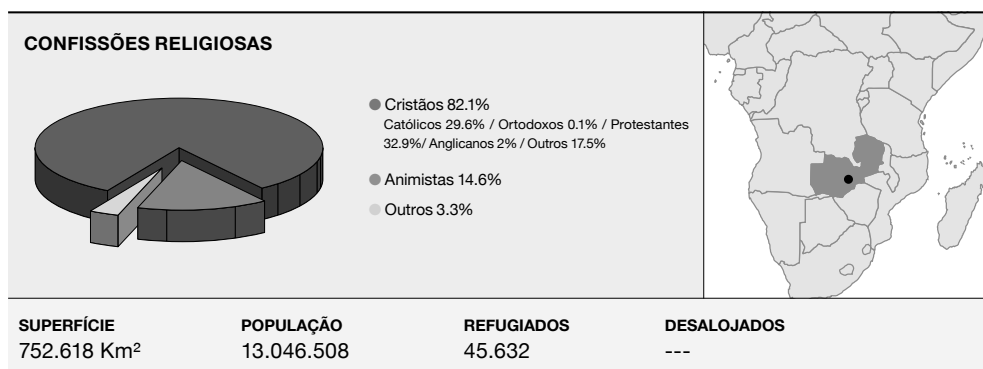 CONFISSÕES RELIGIOSAS
Cristãos 82.1%
Católicos 29.6% / Ortodoxos 0.1% / Protestantes
32.9%/ Anglicanos 2% / Outros 17.5%
Animistas 14.6%
Outros 3.3%
SUPERFÍCIE
752.618 Km²
POPULAÇÃO
13.046.508
REFUGIADOS
45.632
DESALOJADOS
---